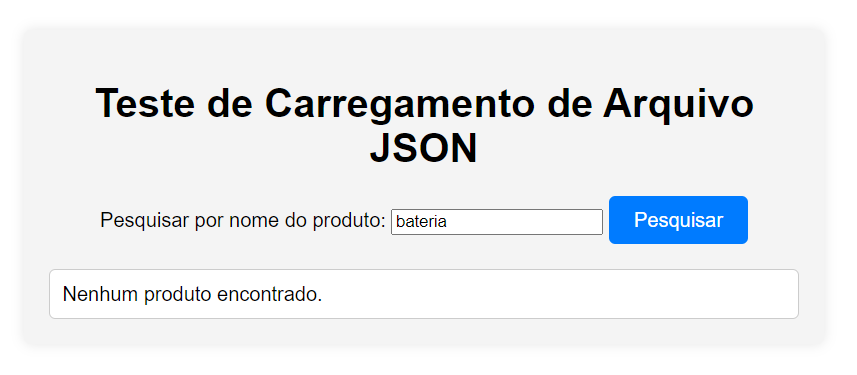 Teste de Carregamento de Arquivo
JSON
Pesquisar por nome do produto: bateria Pesquisar
Nenhum produto encontrado.